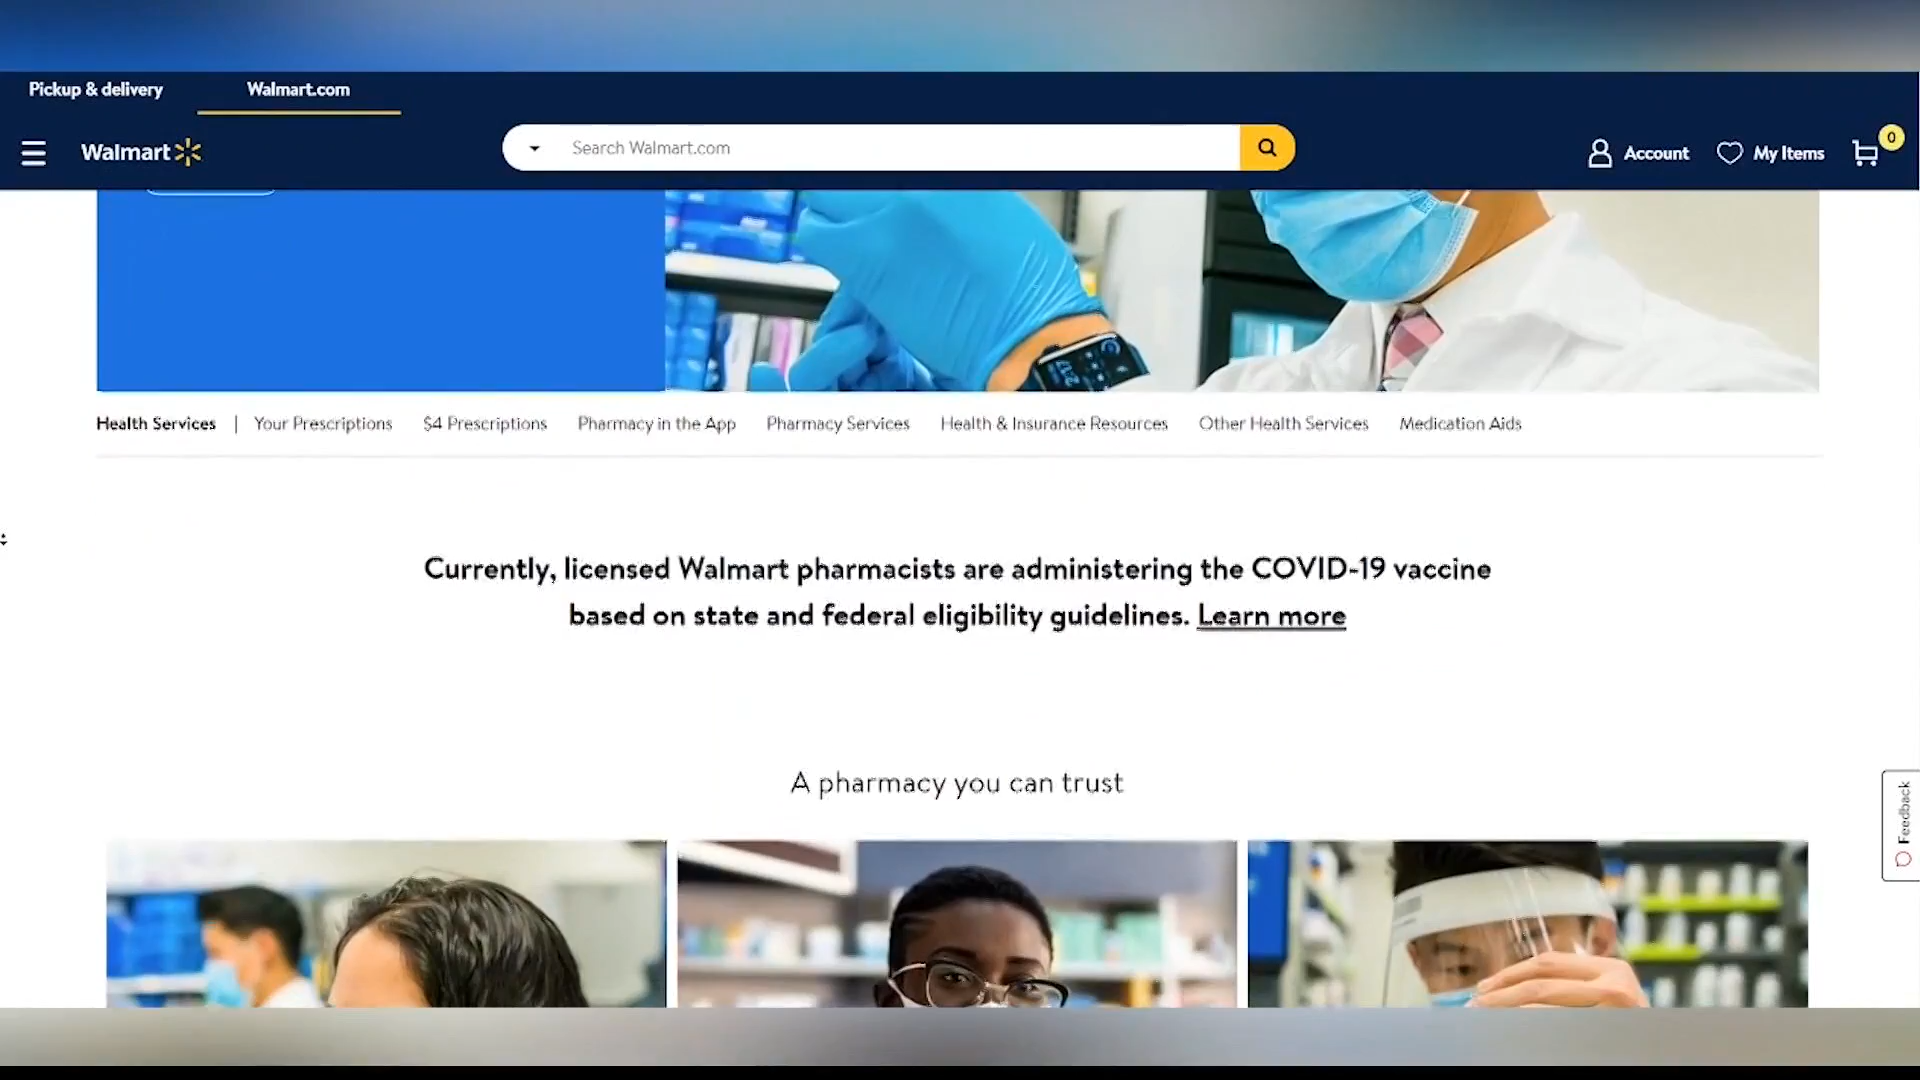 Pickup & delivery
Walmart.com
Walmart
Search Walmart.com
Account
My Items
0
Health Services | Your Prescriptions $4 Prescriptions Pharmacy in the App Pharmacy Services Health & Insurance Resources Other Health Services Medication Aids
Currently, licensed Walmart pharmacists are administering the COVID-19 vaccine
based on state and federal eligibility guidelines. Learn more
A pharmacy you can trust
Feedback